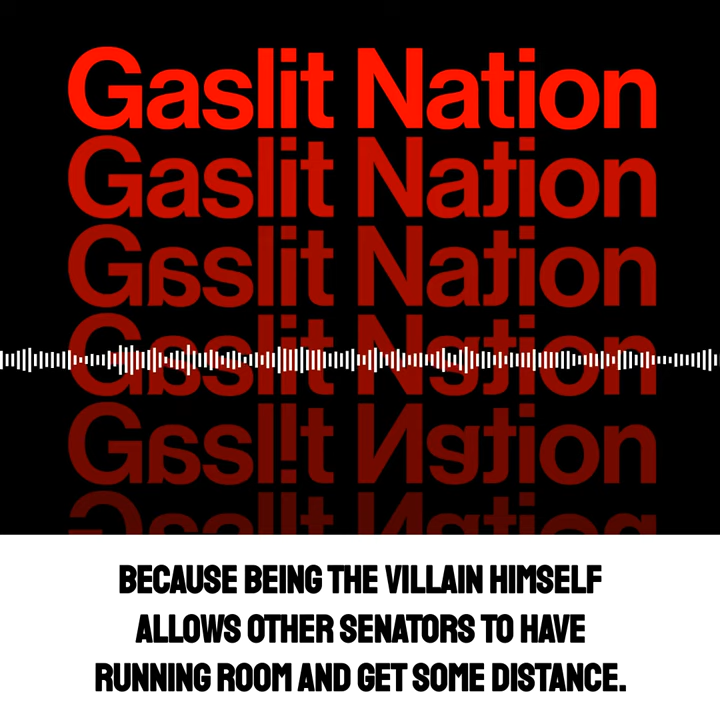 Gaslit Nation
Gaslit Nation
Gaslit Nation
Gaslit Nation
Gasl!t Nation
BECAUSE BEING THE VILLAIN HIMSELF
ALLOWS OTHER SENATORS TO HAVE
RUNNING ROOM AND GET SOME DISTANCE.